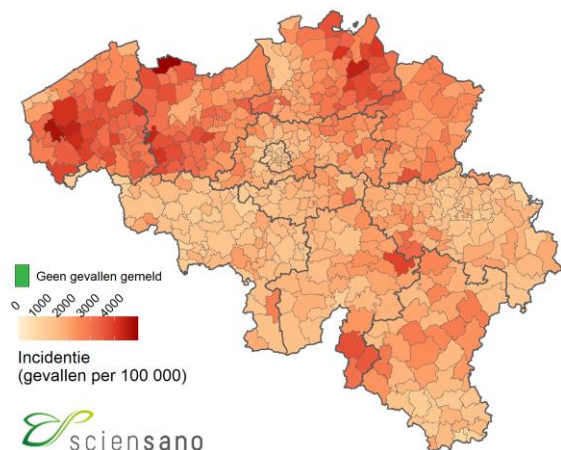 Geen gevallen gemeld
0 1000 2000 3000 4000
Incidentie
(gevallen per 100 000)
sciensano